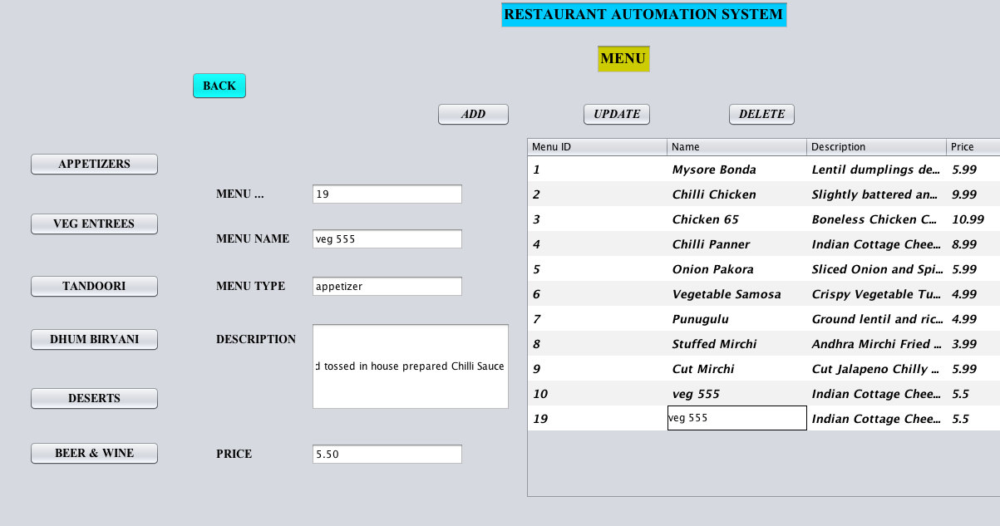 RESTAURANT AUTOMATION SYSTEM
MENU
BACK
ADD UPDATE DELETE
APPETIZERS
VEG ENTREES
TANDOORI
DHUM BIRYANI
DESERTS
BEER & WINE
MENU ... 19
MENU NAME veg 555
MENU TYPE appetizer
DESCRIPTION d tossed in house prepared Chilli Sauce
PRICE 5.50
Menu ID Name Description Price
1 Mysore Bonda Lentil dumplings de... 5.99
2 Chilli Chicken Slightly battered an... 9.99
3 Chicken 65 Boneless Chicken C... 10.99
4 Chilli Panner Indian Cottage Chee... 8.99
5 Onion Pakora Sliced Onion and Spi... 5.99
6 Vegetable Samosa Crispy Vegetable Tu... 4.99
7 Punugulu Ground lentil and ric... 4.99
8 Stuffed Mirchi Andhra Mirchi Fried ... 3.99
9 Cut Mirchi Cut Jalapeno Chilly ... 5.99
10 veg 555 Indian Cottage Chee... 5.5
19 veg 555 Indian Cottage Chee... 5.5